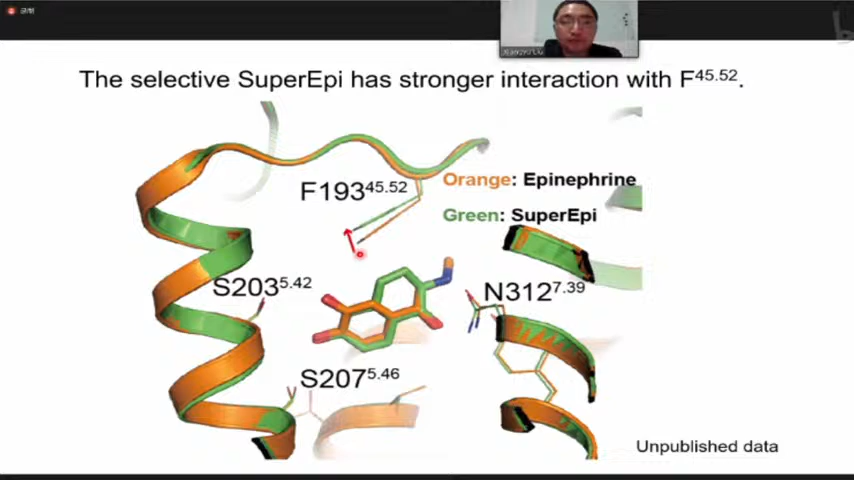 The selective SuperEpi has stronger interaction with F45.52.
F19345.52
Orange: Epinephrine
Green: SuperEpi
S2035.42
N3127.39
S2075.46
Unpublished data